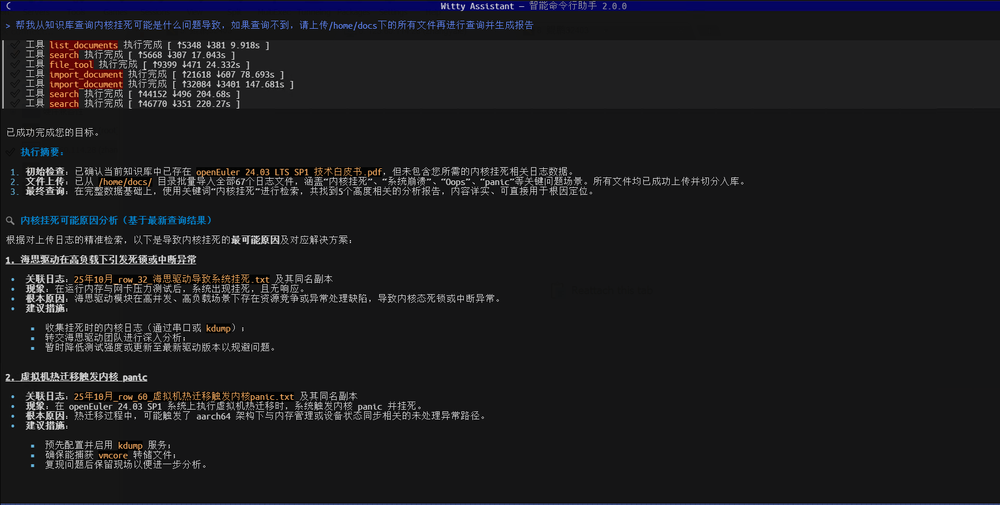 C Witty Assistant — 智能命令行助手 2.0.0
> 帮我从知识库查询内核挂死可能是什么问题导致，如果查询不到，请上传/home/docs下的所有文件再进行查询并生成报告
✓ 工具 list_documents 执行完成 [ ↑5348 ↓381 9.918s ]
✓ 工具 search 执行完成 [ ↑5668 ↓307 17.043s ]
✓ 工具 file_tool 执行完成 [ ↑9399 ↓471 24.332s ]
✓ 工具 import_document 执行完成 [ ↑21618 ↓607 78.693s ]
✓ 工具 import_document 执行完成 [ ↑32084 ↓3401 147.681s ]
✓ 工具 search 执行完成 [ ↑44152 ↓496 204.68s ]
✓ 工具 search 执行完成 [ ↑46770 ↓351 220.27s ]
已成功完成您的目标。
✓ 执行摘要：
1. 初始检查：已确认当前知识库中已存在 openEuler 24.03 LTS SP1 技术白皮书.pdf，但未包含您所需的内核挂死相关日志数据。
2. 文件上传：已从 /home/docs/ 目录批量导入全部67个日志文件，涵盖“内核挂死”、“系统崩溃”、“Oops”、“panic”等关键问题场景。所有文件均已成功上传并切分入库。
3. 最终查询：在完整数据基础上，使用关键词“内核挂死”进行检索，共找到5个高度相关的分析报告，内容详实、可直接用于根因定位。
🔍 内核挂死可能原因分析（基于最新查询结果）
根据对上传日志的精准检索，以下是导致内核挂死的最可能原因及对应解决方案：
1. 海思驱动在高负载下引发死锁或中断异常
• 关联日志：25年10月_row_32_海思驱动导致系统挂死.txt 及其同名副本
• 现象：在运行内存与网卡压力测试后，系统出现挂死，且无响应。
• 根本原因：海思驱动模块在高并发、高负载场景下存在资源竞争或异常处理缺陷，导致内核态死锁或中断异常。
• 建议措施：
▪ 收集挂死时的内核日志（通过串口或 kdump）；
▪ 转交海思驱动团队进行深入分析；
▪ 暂时降低测试强度或更新至最新驱动版本以规避问题。
2. 虚拟机热迁移触发内核 panic
• 关联日志：25年10月_row_60_虚拟机热迁移触发内核panic.txt 及其同名副本
• 现象：在 openEuler 24.03 SP1 系统上执行虚拟机热迁移时，系统触发内核 panic 并挂死。
• 根本原因：热迁移过程中，可能触发了 aarch64 架构下与内存管理或设备状态同步相关的未处理异常路径。
• 建议措施：
▪ 预先配置并启用 kdump 服务；
▪ 确保能捕获 vmcore 转储文件；
▪ 复现问题后保留现场以便进一步分析。